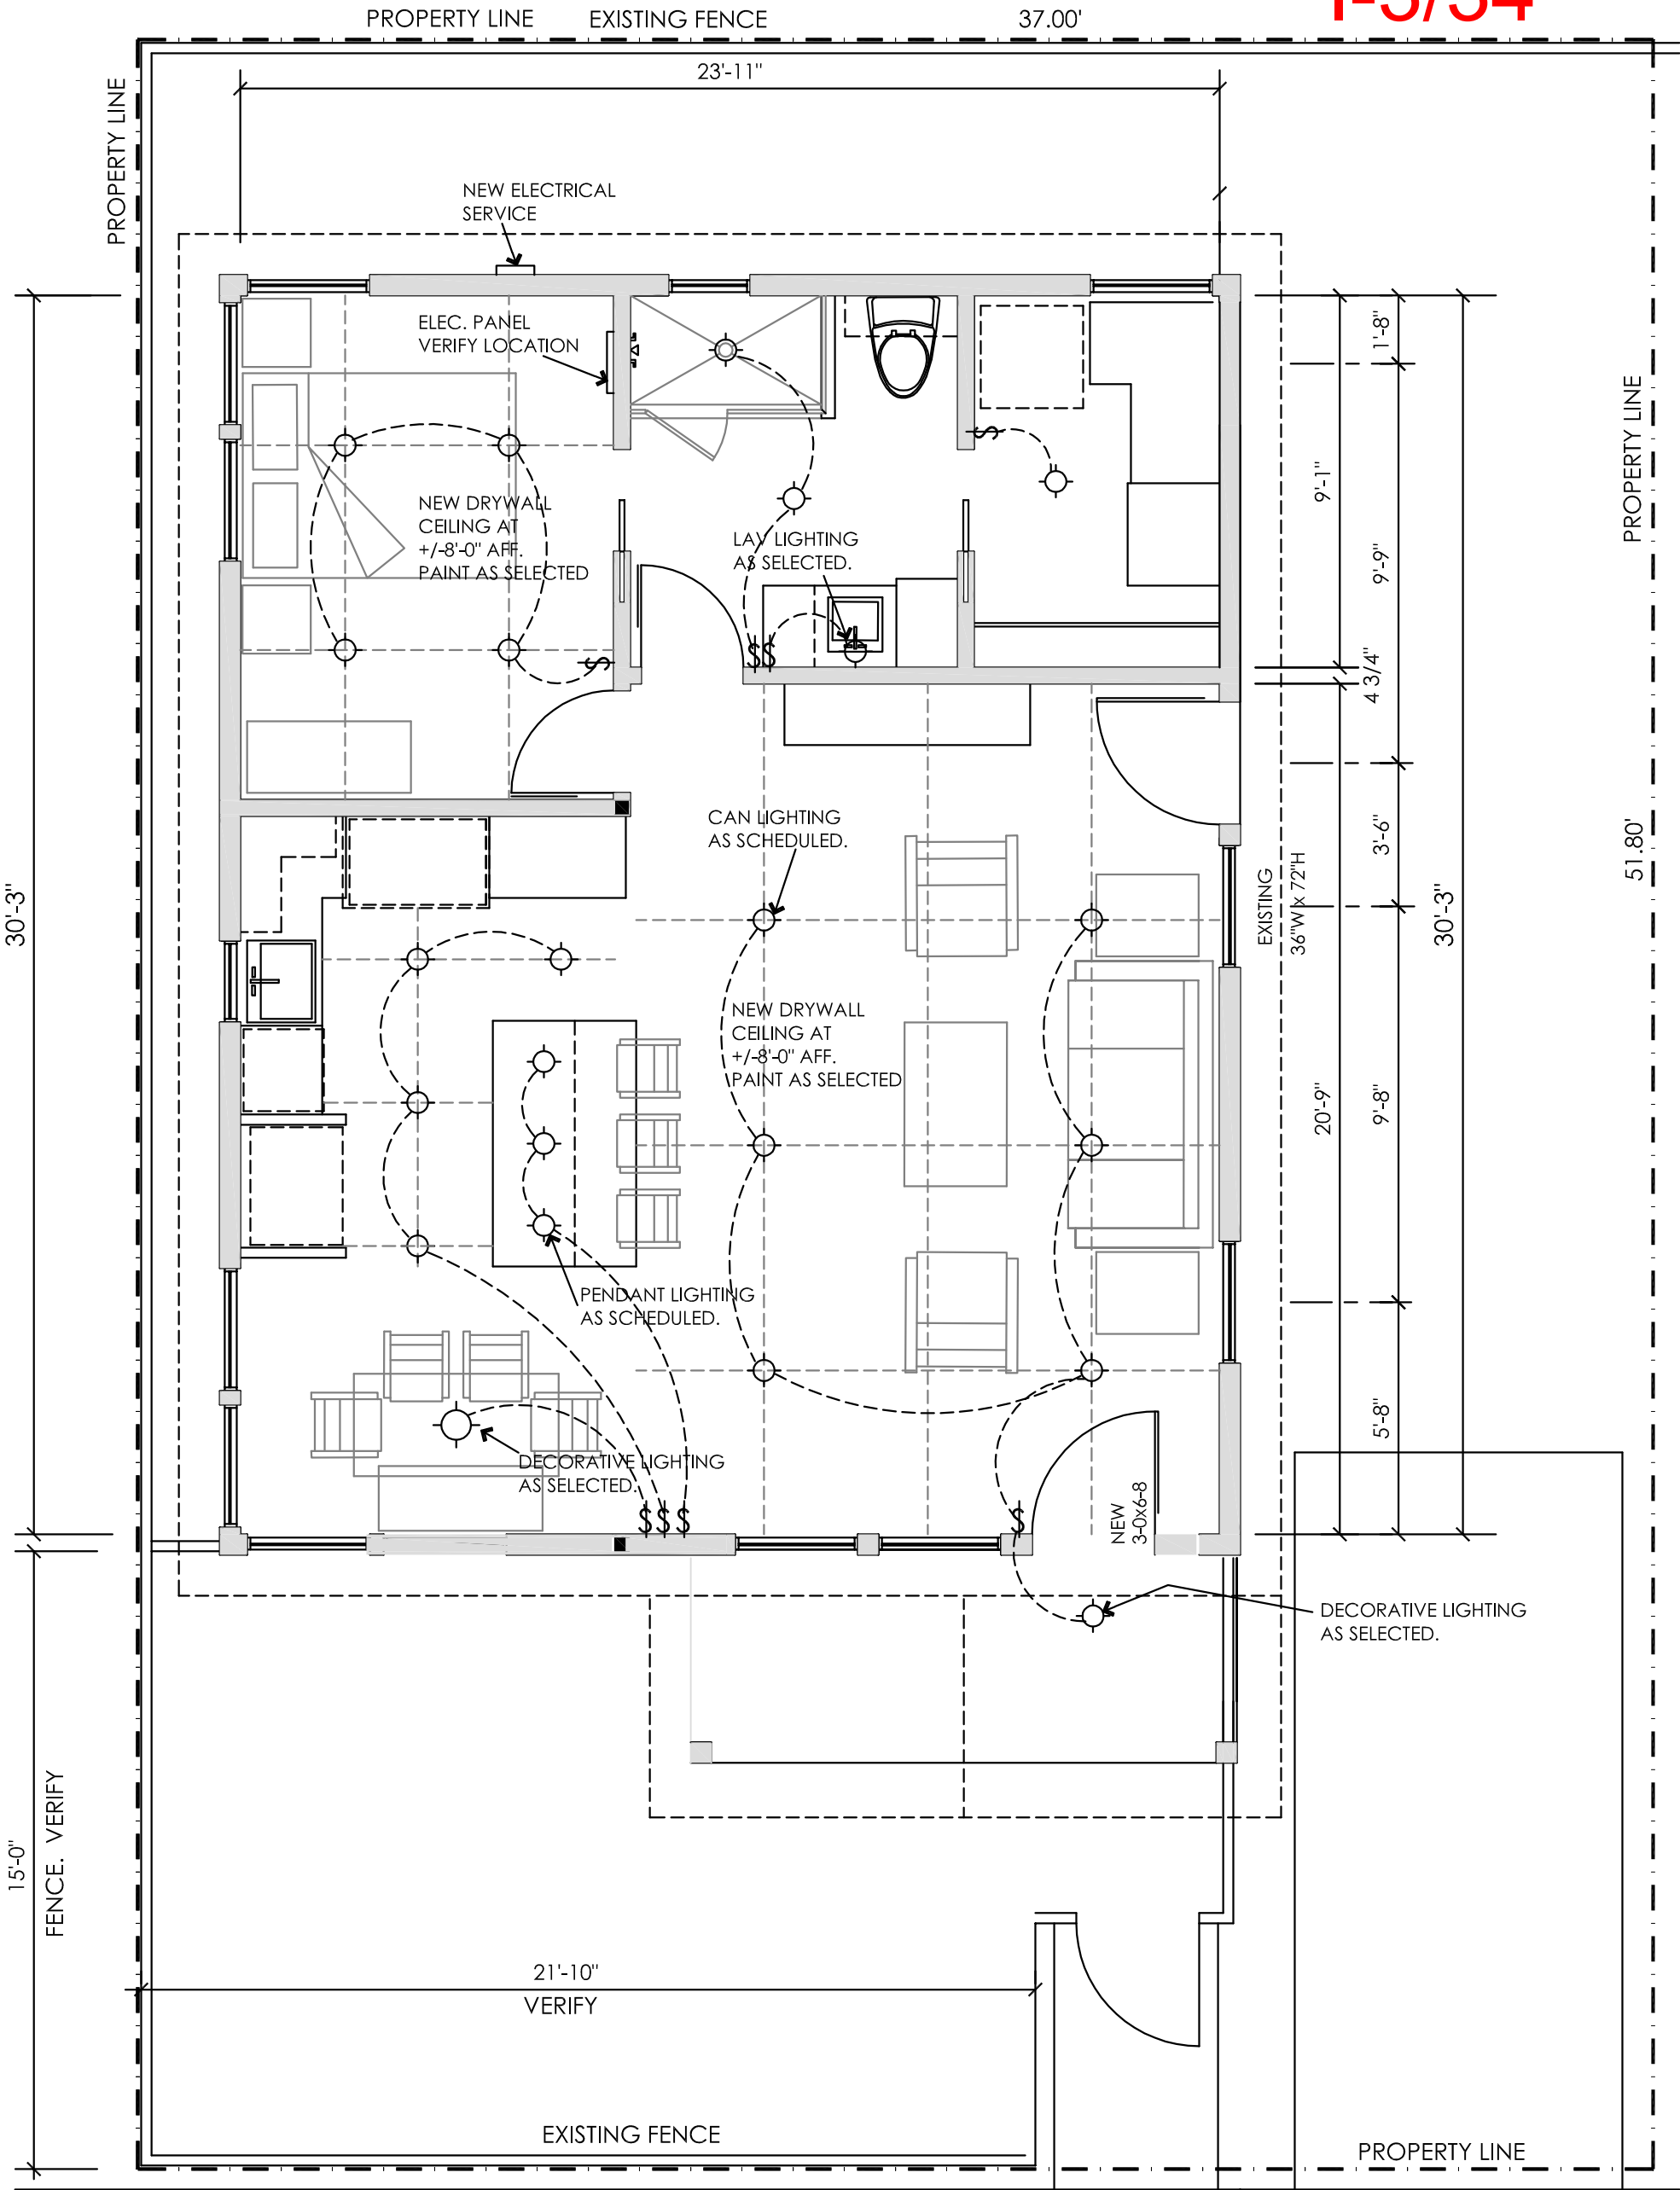 PROPERTY LINE
EXISTING FENCE
37.00'
23'-11"
PROPERTY LINE
NEW ELECTRICAL
SERVICE
ELEC. PANEL
VERIFY LOCATION
NEW DRYWALL
CEILING AT
+/-8'-0" AFF.
PAINT AS SELECTED
LAV LIGHTING
AS SELECTED.
$
$$
$
1'-8"
9'-1"
9'-9"
4 3/4"
PROPERTY LINE
CAN LIGHTING
AS SCHEDULED.
30'-3"
EXISTING
36"W x 72"H
3'-6"
30'-3"
51.80'
NEW DRYWALL
CEILING AT
+/-8'-0" AFF.
PAINT AS SELECTED
20'-9"
9'-8"
PENDANT LIGHTING
AS SCHEDULED.
5'-8"
DECORATIVE LIGHTING
AS SELECTED.
$$$
$
NEW
3-0x6-8
DECORATIVE LIGHTING
AS SELECTED.
15'-0"
FENCE. VERIFY
21'-10"
VERIFY
EXISTING FENCE
PROPERTY LINE